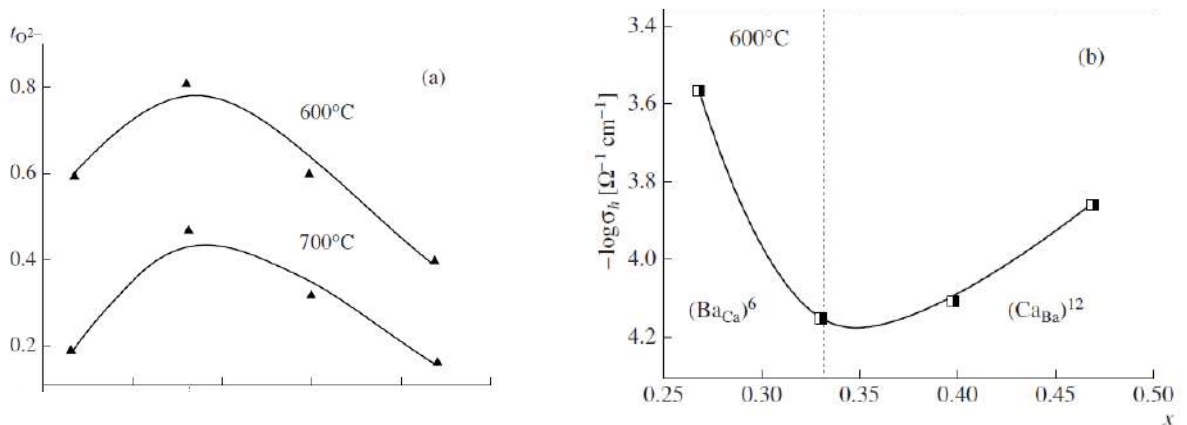 t_O²⁻
0.8
0.6
0.4
0.2
600°C
700°C
(a)
−logσ_h [Ω⁻¹ cm⁻¹]
3.4
3.6
3.8
4.0
4.2
600°C
(b)
(Ba_Ca)⁶
(Ca_Ba)¹²
0.25 0.30 0.35 0.40 0.45 0.50
x